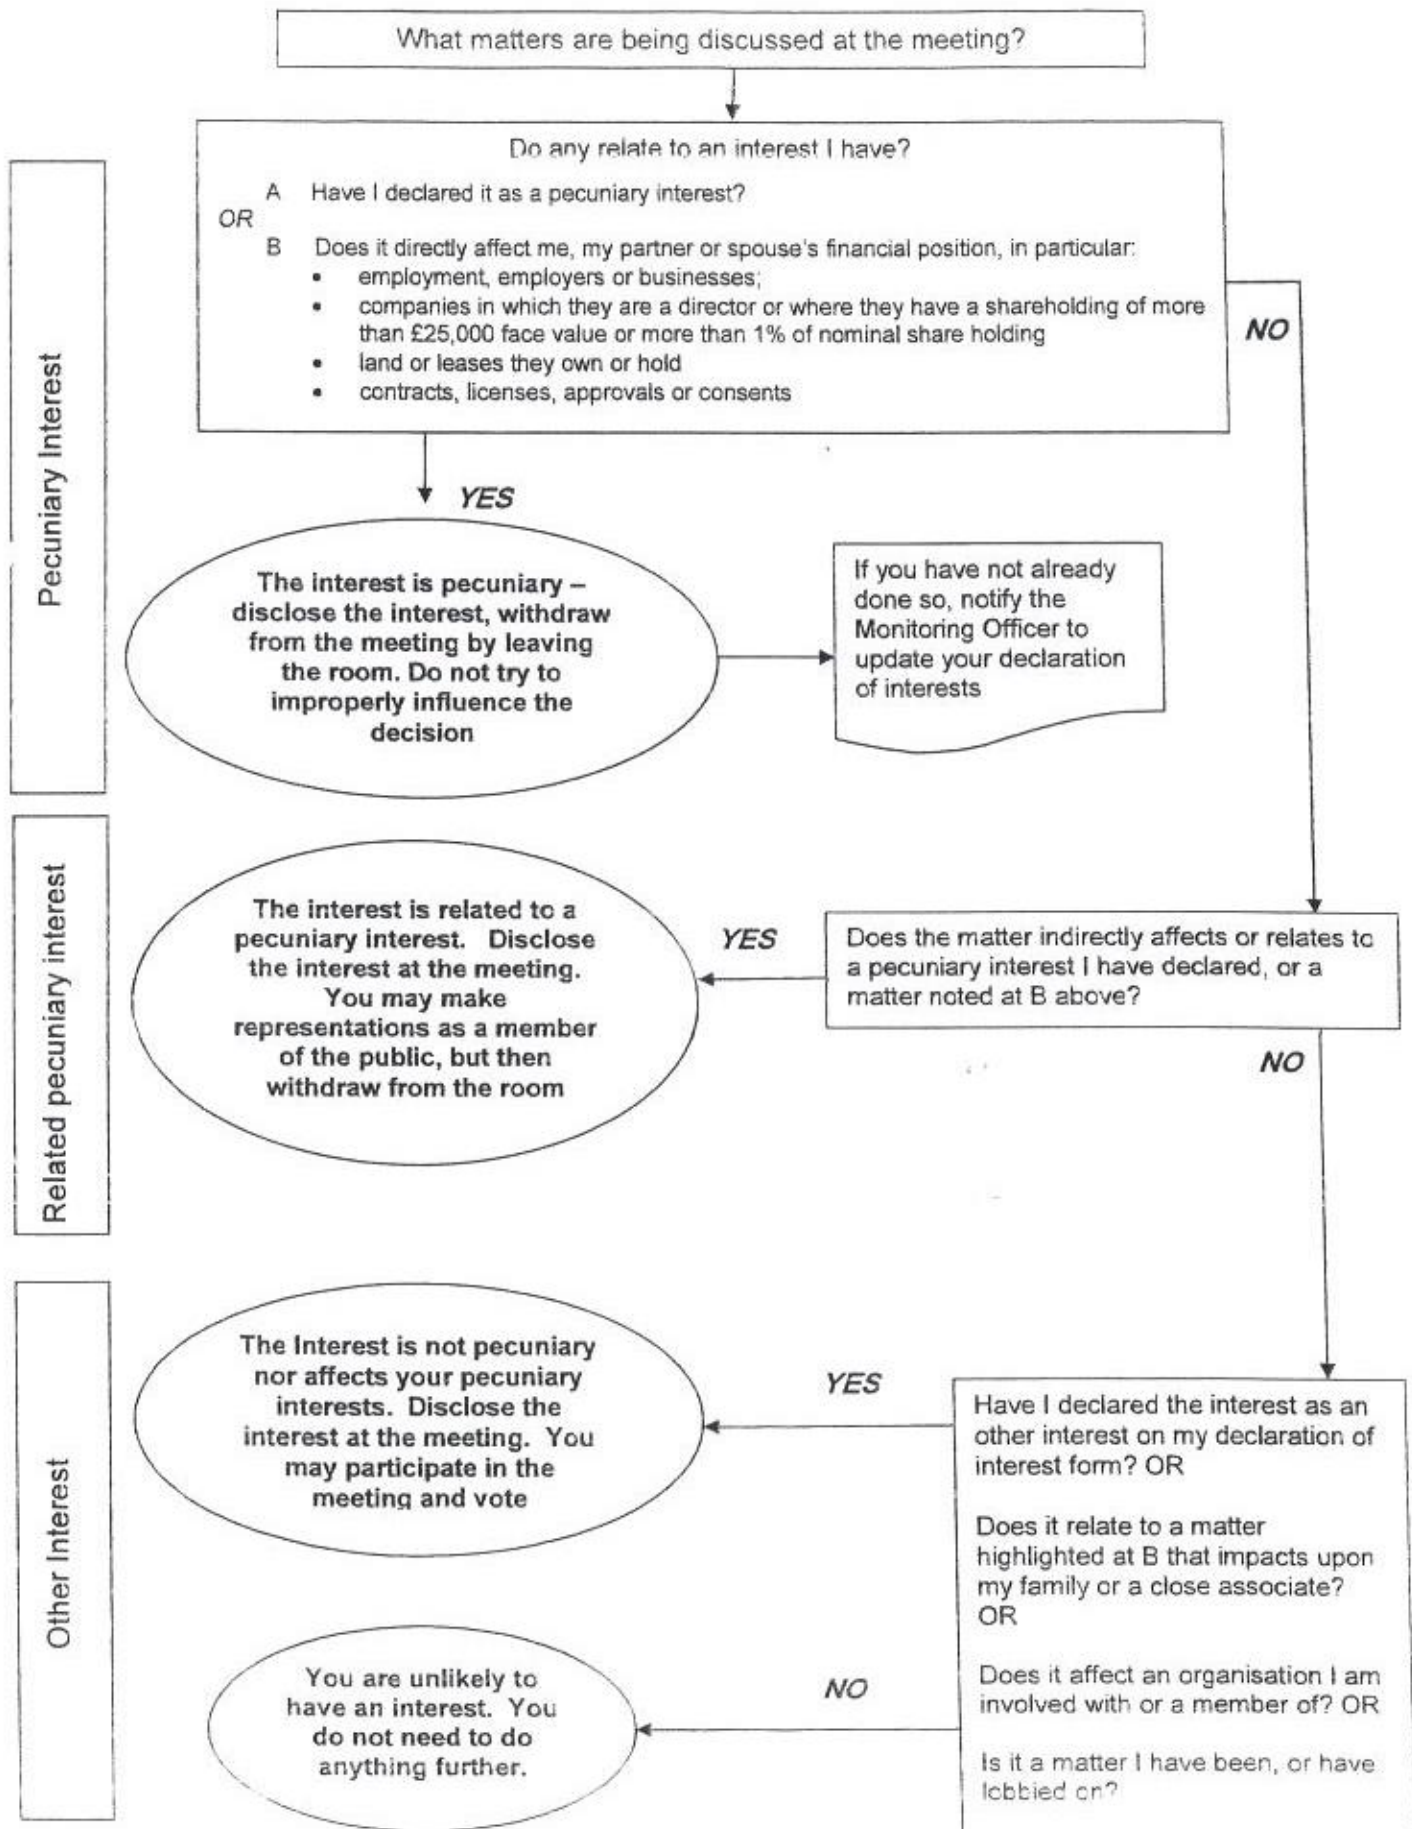 What matters are being discussed at the meeting?
Do any relate to an interest I have?
A Have I declared it as a pecuniary interest?
OR
B Does it directly affect me, my partner or spouse's financial position, in particular:
• employment, employers or businesses;
• companies in which they are a director or where they have a shareholding of more
than £25,000 face value or more than 1% of nominal share holding
• land or leases they own or hold
• contracts, licenses, approvals or consents
NO
Pecuniary Interest
YES
The interest is pecuniary –
disclose the interest, withdraw
from the meeting by leaving
the room. Do not try to
improperly influence the
decision
If you have not already
done so, notify the
Monitoring Officer to
update your declaration
of interests
Related pecuniary interest
The interest is related to a
pecuniary interest. Disclose
the interest at the meeting.
You may make
representations as a member
of the public, but then
withdraw from the room
YES
Does the matter indirectly affects or relates to
a pecuniary interest I have declared, or a
matter noted at B above?
NO
Other Interest
The Interest is not pecuniary
nor affects your pecuniary
interests. Disclose the
interest at the meeting. You
may participate in the
meeting and vote
YES
Have I declared the interest as an
other interest on my declaration of
interest form? OR
Does it relate to a matter
highlighted at B that impacts upon
my family or a close associate?
OR
Does it affect an organisation I am
involved with or a member of? OR
Is it a matter I have been, or have
lobbied on?
NO
You are unlikely to
have an interest. You
do not need to do
anything further.